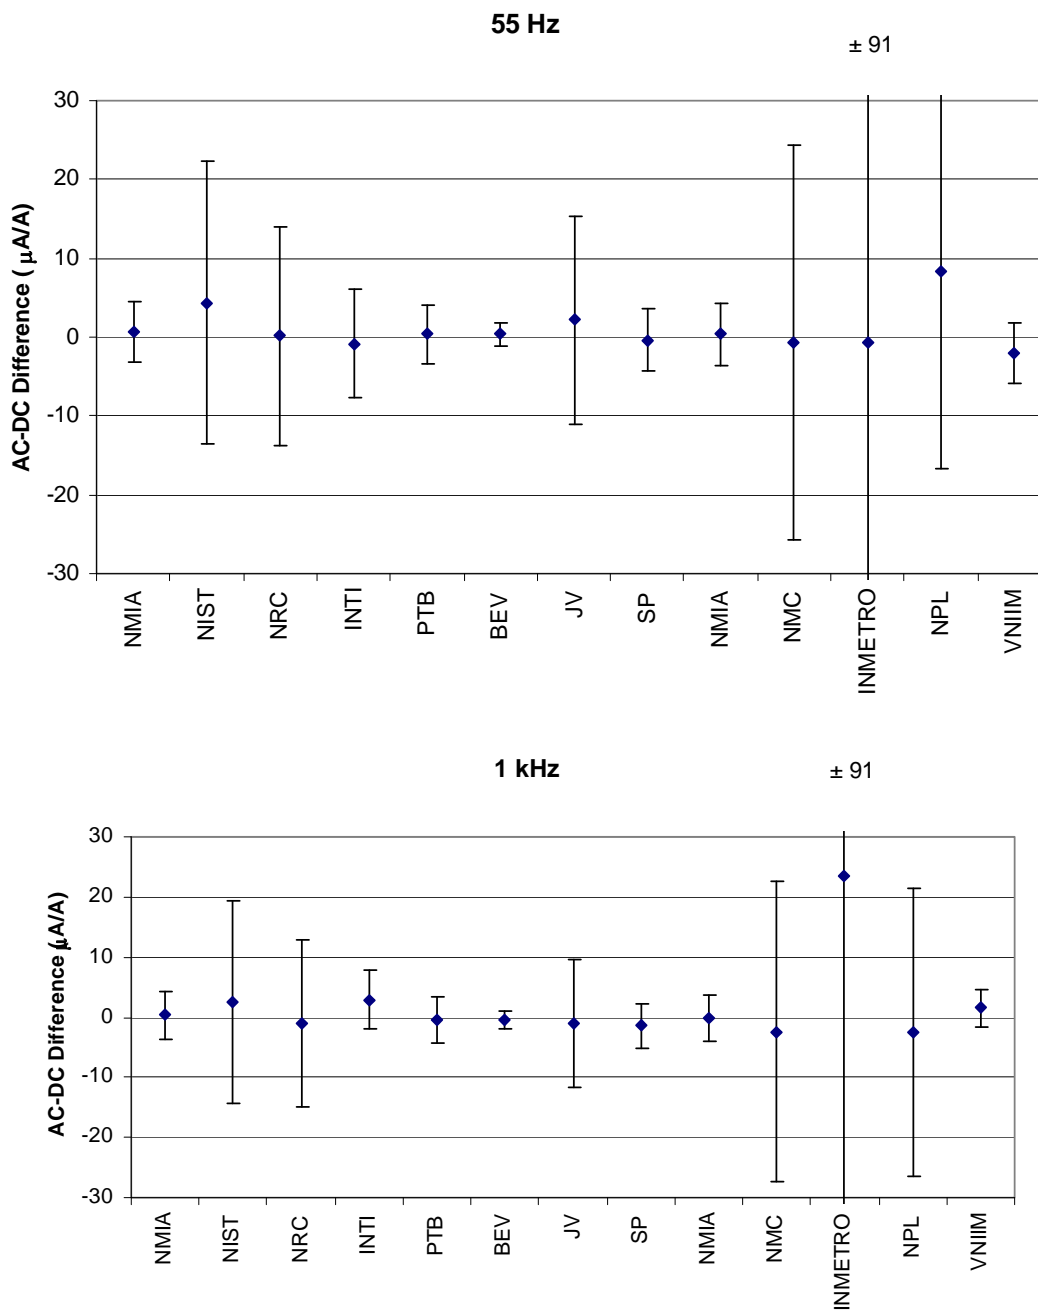 55 Hz
± 91
AC-DC Difference ( μA/A)
30
20
10
0
-10
-20
-30
NMIA
NIST
NRC
INTI
PTB
BEV
JV
SP
NMIA
NMC
INMETRO
NPL
VNIIM
1 kHz
± 91
AC-DC Difference (μA/A)
30
20
10
0
-10
-20
-30
NMIA
NIST
NRC
INTI
PTB
BEV
JV
SP
NMIA
NMC
INMETRO
NPL
VNIIM